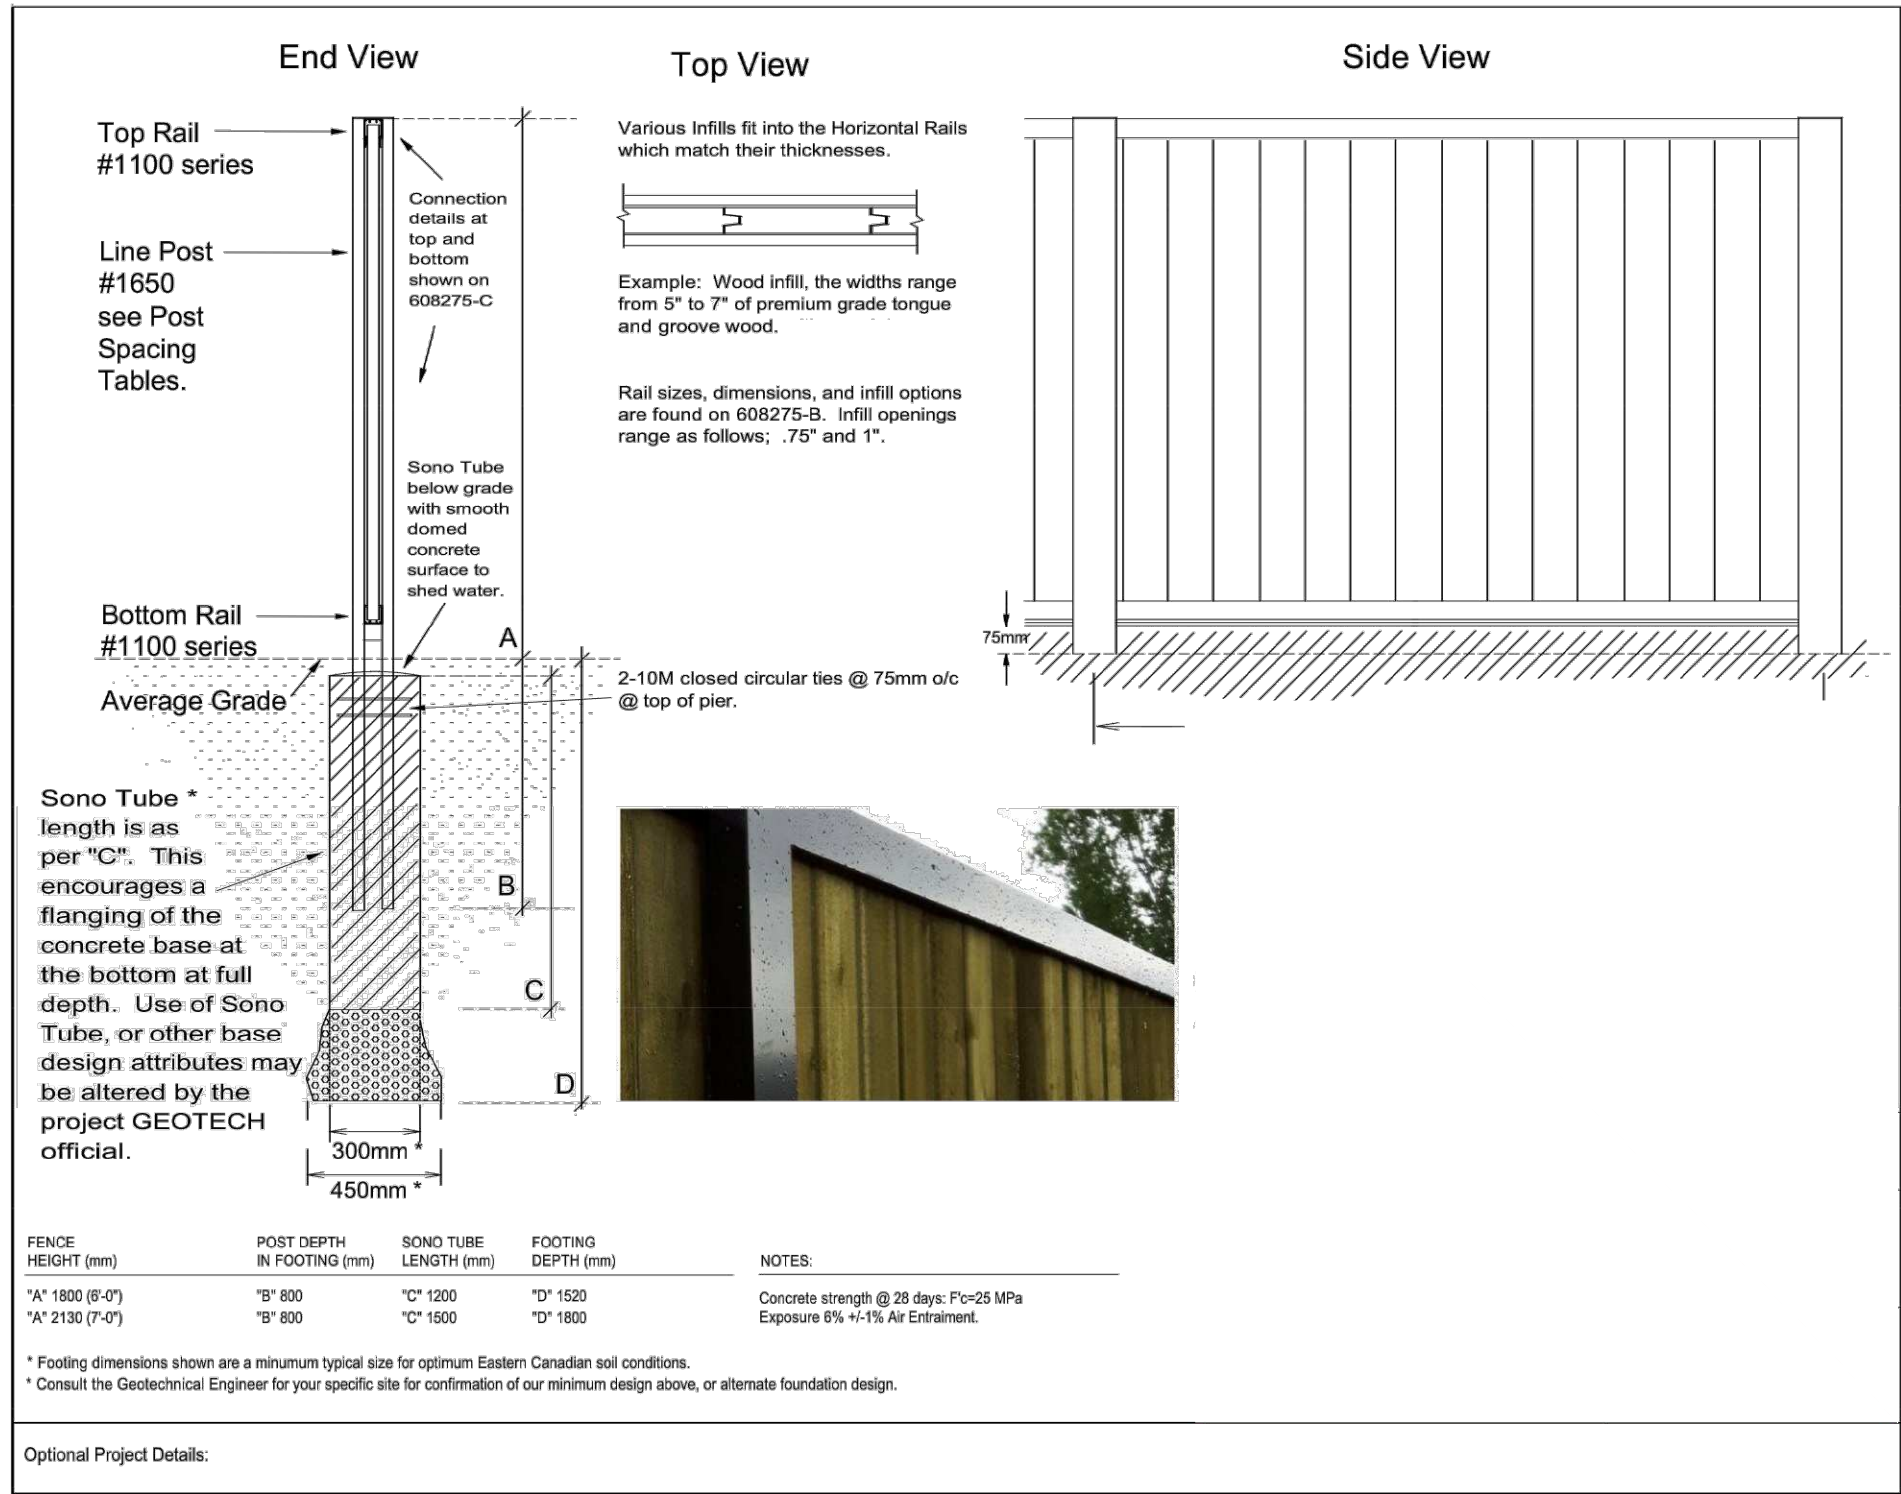 End View
Top View
Side View
Top Rail
#1100 series
Line Post
#1650
see Post
Spacing
Tables.
Connection
details at
top and
bottom
shown on
608275-C
Sono Tube
below grade
with smooth
domed
concrete
surface to
shed water.
Bottom Rail
#1100 series
Average Grade
A
B
C
D
Various Infills fit into the Horizontal Rails
which match their thicknesses.
Example: Wood infill, the widths range
from 5" to 7" of premium grade tongue
and groove wood.
Rail sizes, dimensions, and infill options
are found on 608275-B. Infill openings
range as follows; .75" and 1".
2-10M closed circular ties @ 75mm o/c
@ top of pier.
75mm
Sono Tube *
length is as
per "C". This
encourages a
flanging of the
concrete base at
the bottom at full
depth. Use of Sono
Tube, or other base
design attributes may
be altered by the
project GEOTECH
official.
300mm *
450mm *
FENCE HEIGHT (mm) POST DEPTH IN FOOTING (mm) SONO TUBE LENGTH (mm) FOOTING DEPTH (mm)
"A" 1800 (6'-0") "B" 800 "C" 1200 "D" 1520
"A" 2130 (7'-0") "B" 800 "C" 1500 "D" 1800
NOTES:
Concrete strength @ 28 days: F'c=25 MPa
Exposure 6% +/-1% Air Entraiment.
* Footing dimensions shown are a minumum typical size for optimum Eastern Canadian soil conditions.
* Consult the Geotechnical Engineer for your specific site for confirmation of our minimum design above, or alternate foundation design.
Optional Project Details: